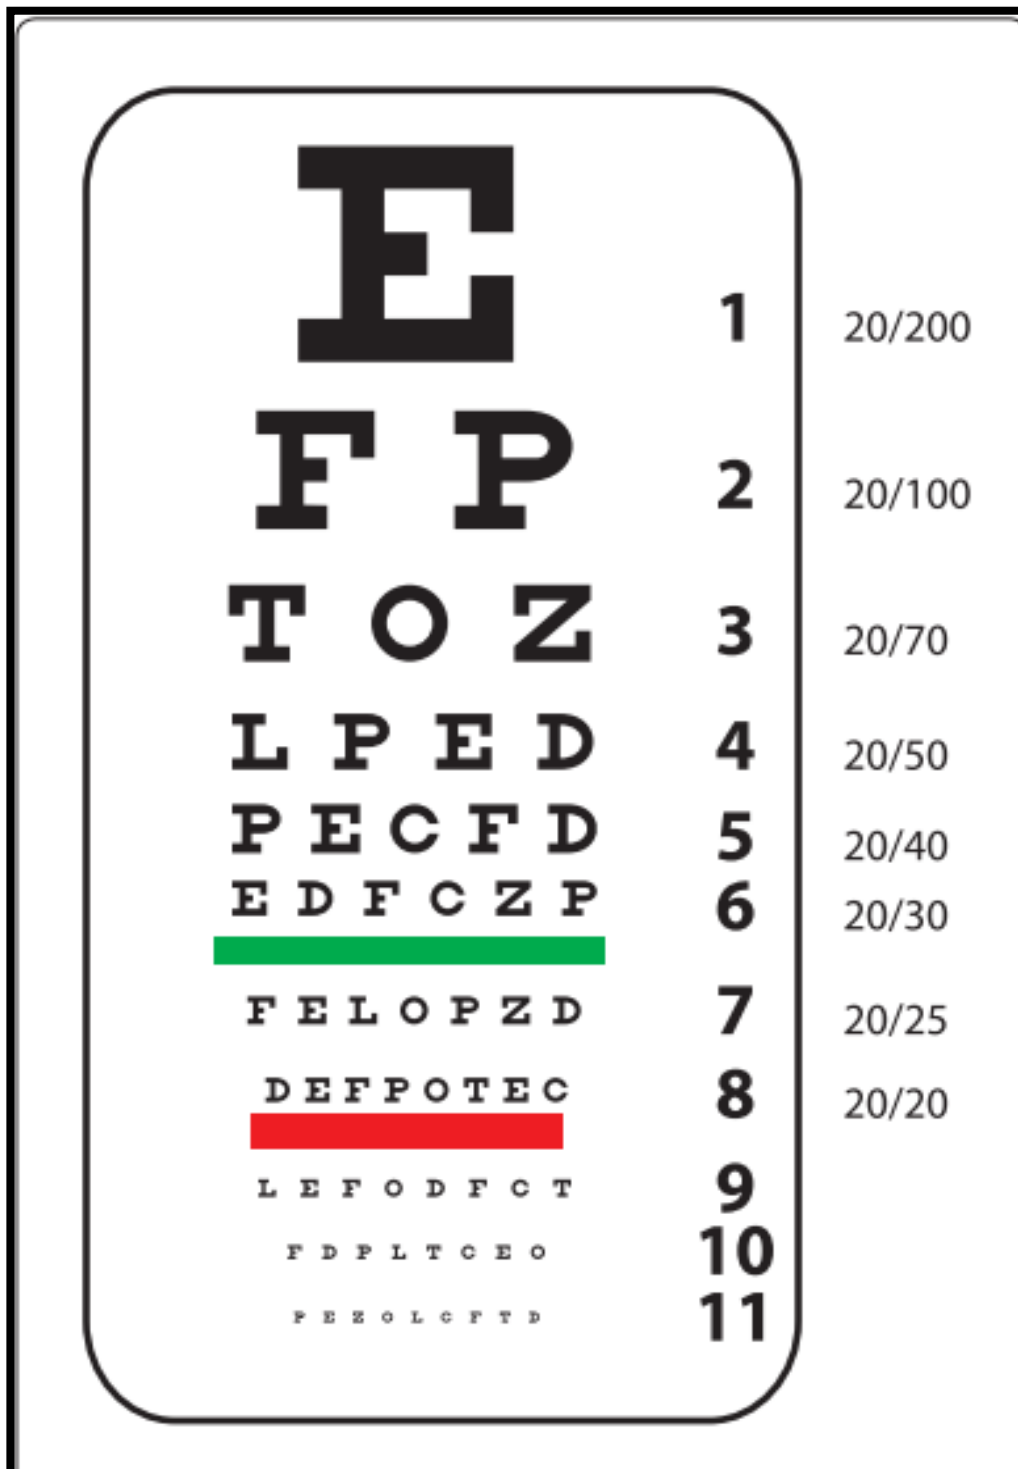 E 1 20/200
F P 2 20/100
T O Z 3 20/70
L P E D 4 20/50
P E C F D 5 20/40
E D F C Z P 6 20/30
F E L O P Z D 7 20/25
D E F P O T E C 8 20/20
L E F O D F C T 9
F D P L T C E O 10
P E Z O L C F T D 11